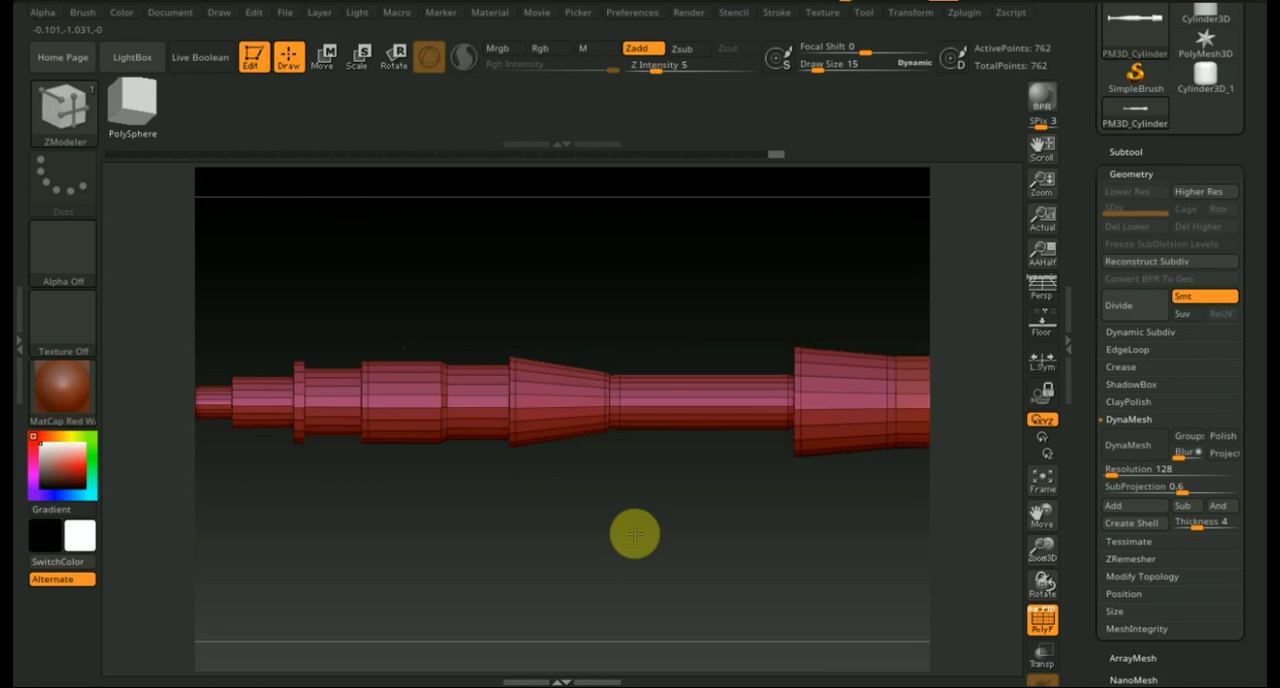 Alpha Brush Color Document Draw Edit File Layer Light Macro Marker Material Movie Picker Preferences Render Stencil Stroke Texture Tool Transform Zplugin Zscript
-0.101,-1.031,-0
Home Page LightBox Live Boolean Edit Draw Move Scale Rotate
Mrgb Rgb M Zadd Zsub Zcut
Rgb Intensity Z Intensity 5
S Focal Shift 0
Draw Size 15 Dynamic D
ActivePoints: 762
TotalPoints: 762
1
ZModeler
PolySphere
Dots
Alpha Off
Texture Off
MatCap Red W
Gradient
SwitchColor
Alternate
BPR
SPix 3
Scroll
Zoom
Actual
AAHalf
Dynamic
Persp
Floor
L.Sym
XYZ
Frame
Move
Zoom3D
Rotate
PolyF
Transp
Cylinder3D
PM3D_Cylinder PolyMesh3D
SimpleBrush Cylinder3D_1
PM3D_Cylinder
Subtool
Geometry
Lower Res Higher Res
SDiv Cage Rstr
Del Lower Del Higher
Freeze SubDivision Levels
Reconstruct Subdiv
Convert BPR To Geo
Divide Smt
Suv ReUV
Dynamic Subdiv
EdgeLoop
Crease
ShadowBox
ClayPolish
DynaMesh
DynaMesh Groups Polish
Blur Project
Resolution 128
SubProjection 0.6
Add Sub And
Create Shell Thickness 4
Tessimate
ZRemesher
Modify Topology
Position
Size
MeshIntegrity
ArrayMesh
NanoMesh